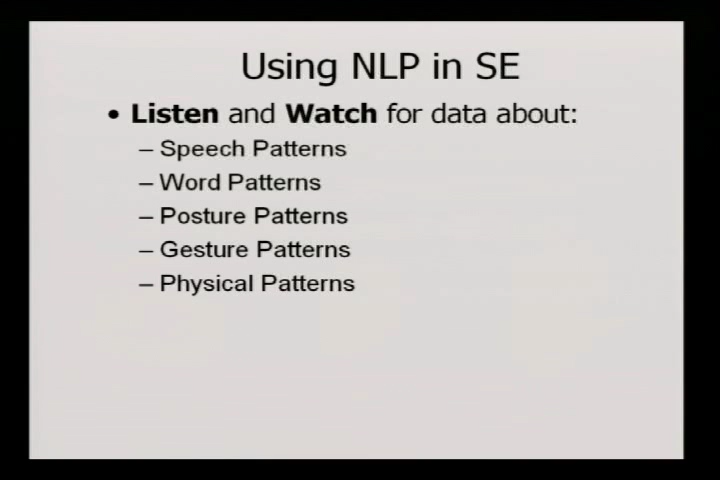 Using NLP in SE
• Listen and Watch for data about:
– Speech Patterns
– Word Patterns
– Posture Patterns
– Gesture Patterns
– Physical Patterns